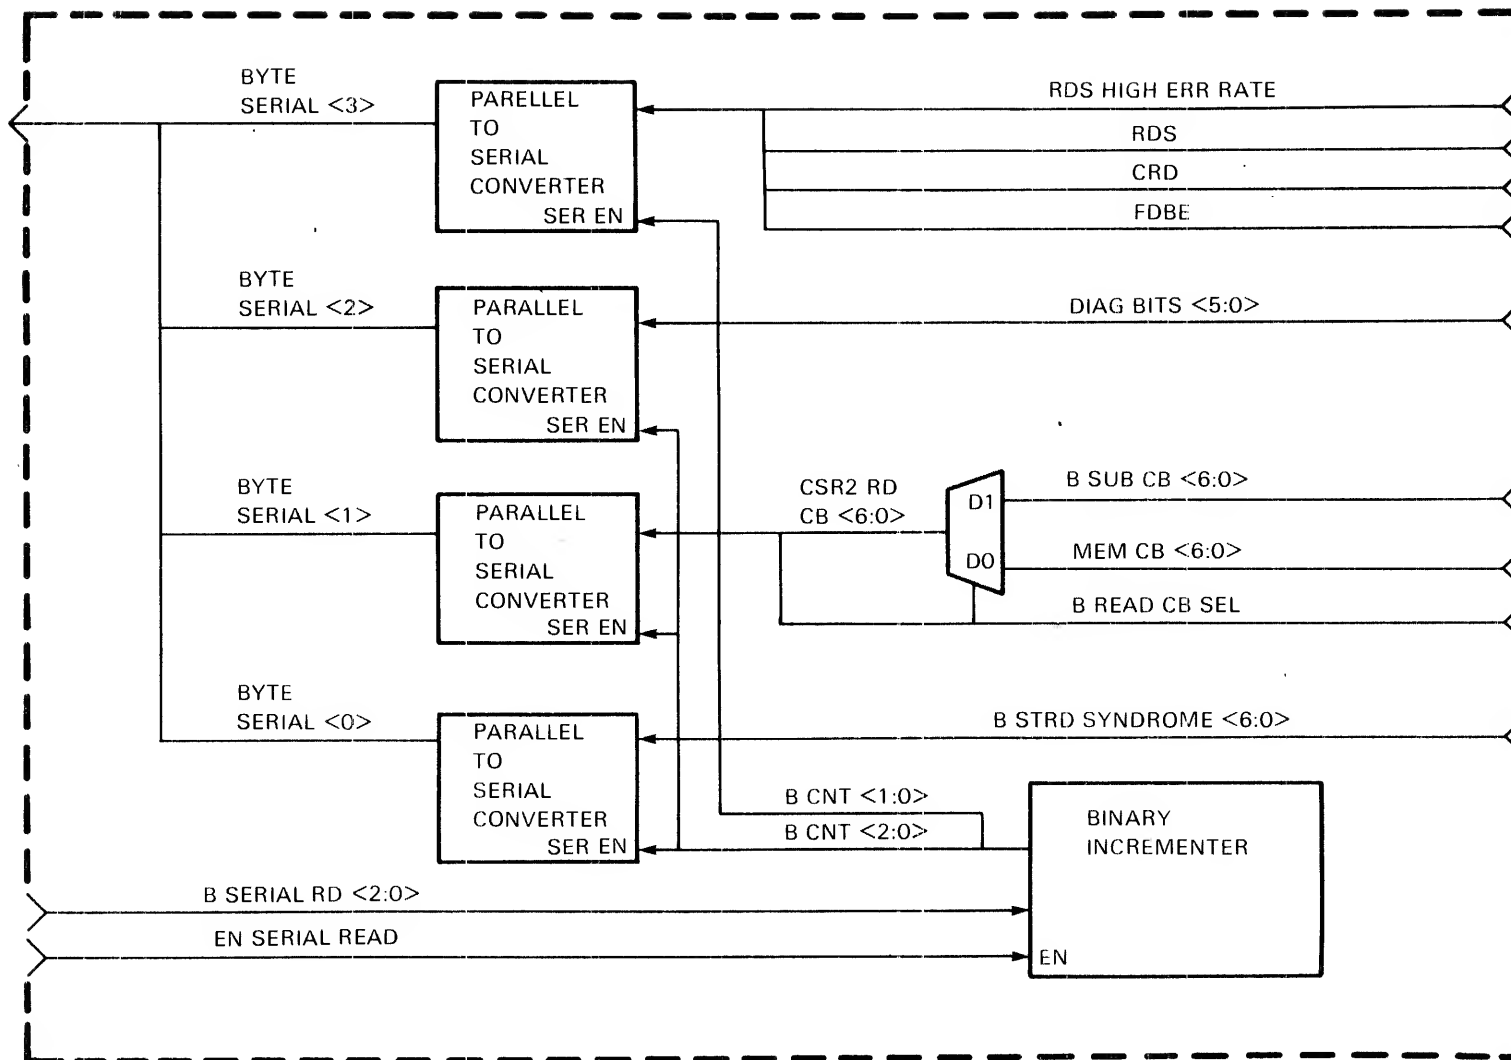 BYTE
SERIAL <3>
PARELLEL
TO
SERIAL
CONVERTER
SER EN
RDS HIGH ERR RATE
RDS
CRD
FDBE
BYTE
SERIAL <2>
PARALLEL
TO
SERIAL
CONVERTER
SER EN
DIAG BITS <5:0>
BYTE
SERIAL <1>
PARALLEL
TO
SERIAL
CONVERTER
SER EN
CSR2 RD
CB <6:0>
D1
D0
B SUB CB <6:0>
MEM CB <6:0>
B READ CB SEL
BYTE
SERIAL <0>
PARALLEL
TO
SERIAL
CONVERTER
SER EN
B STRD SYNDROME <6:0>
B CNT <1:0>
B CNT <2:0>
BINARY
INCREMENTER
EN
B SERIAL RD <2:0>
EN SERIAL READ